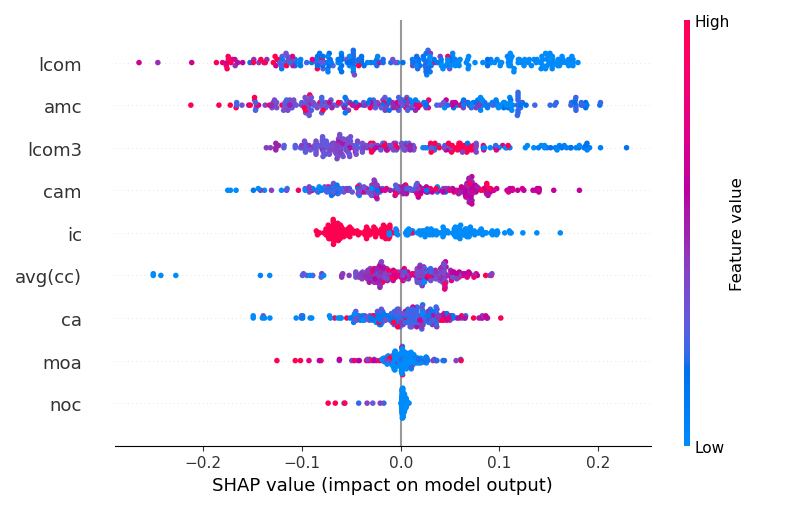 High
lcom
amc
lcom3
cam
ic
avg(cc)
ca
moa
noc
Feature value
Low
−0.2 −0.1 0.0 0.1 0.2
SHAP value (impact on model output)